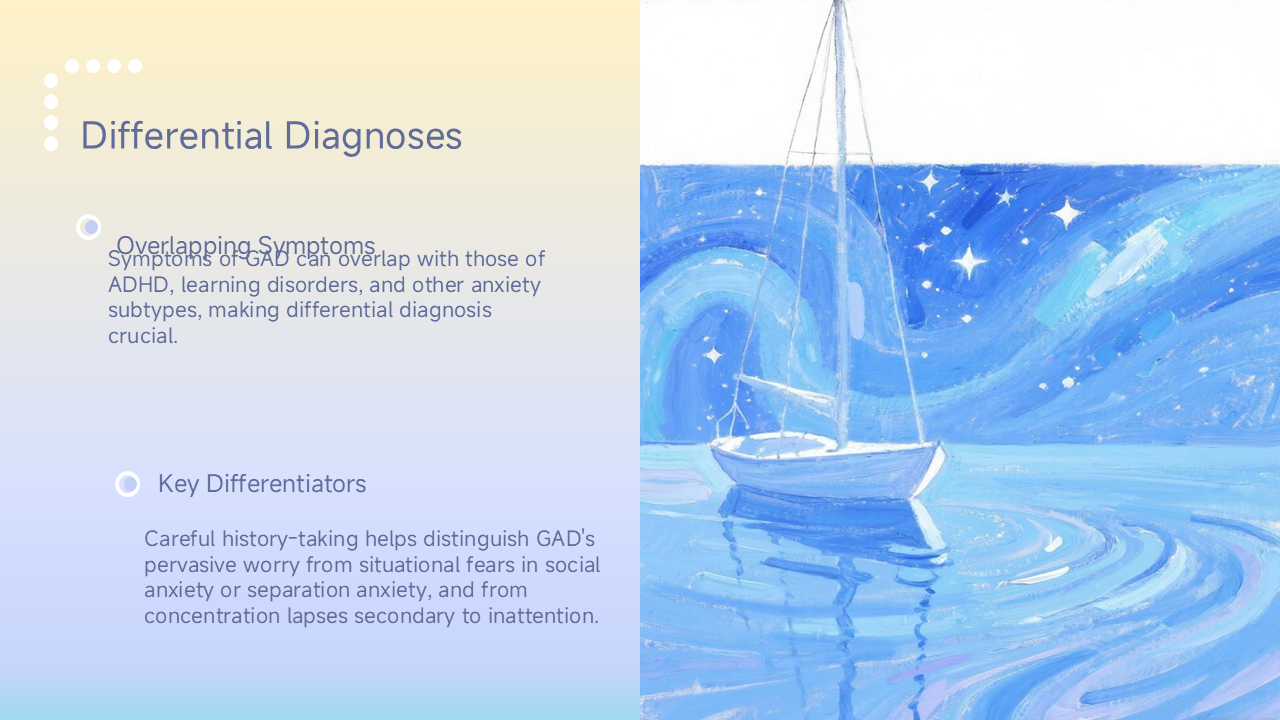 Differential Diagnoses
Overlapping Symptoms
Symptoms of GAD can overlap with those of
ADHD, learning disorders, and other anxiety
subtypes, making differential diagnosis
crucial.
Key Differentiators
Careful history-taking helps distinguish GAD's
pervasive worry from situational fears in social
anxiety or separation anxiety, and from
concentration lapses secondary to inattention.